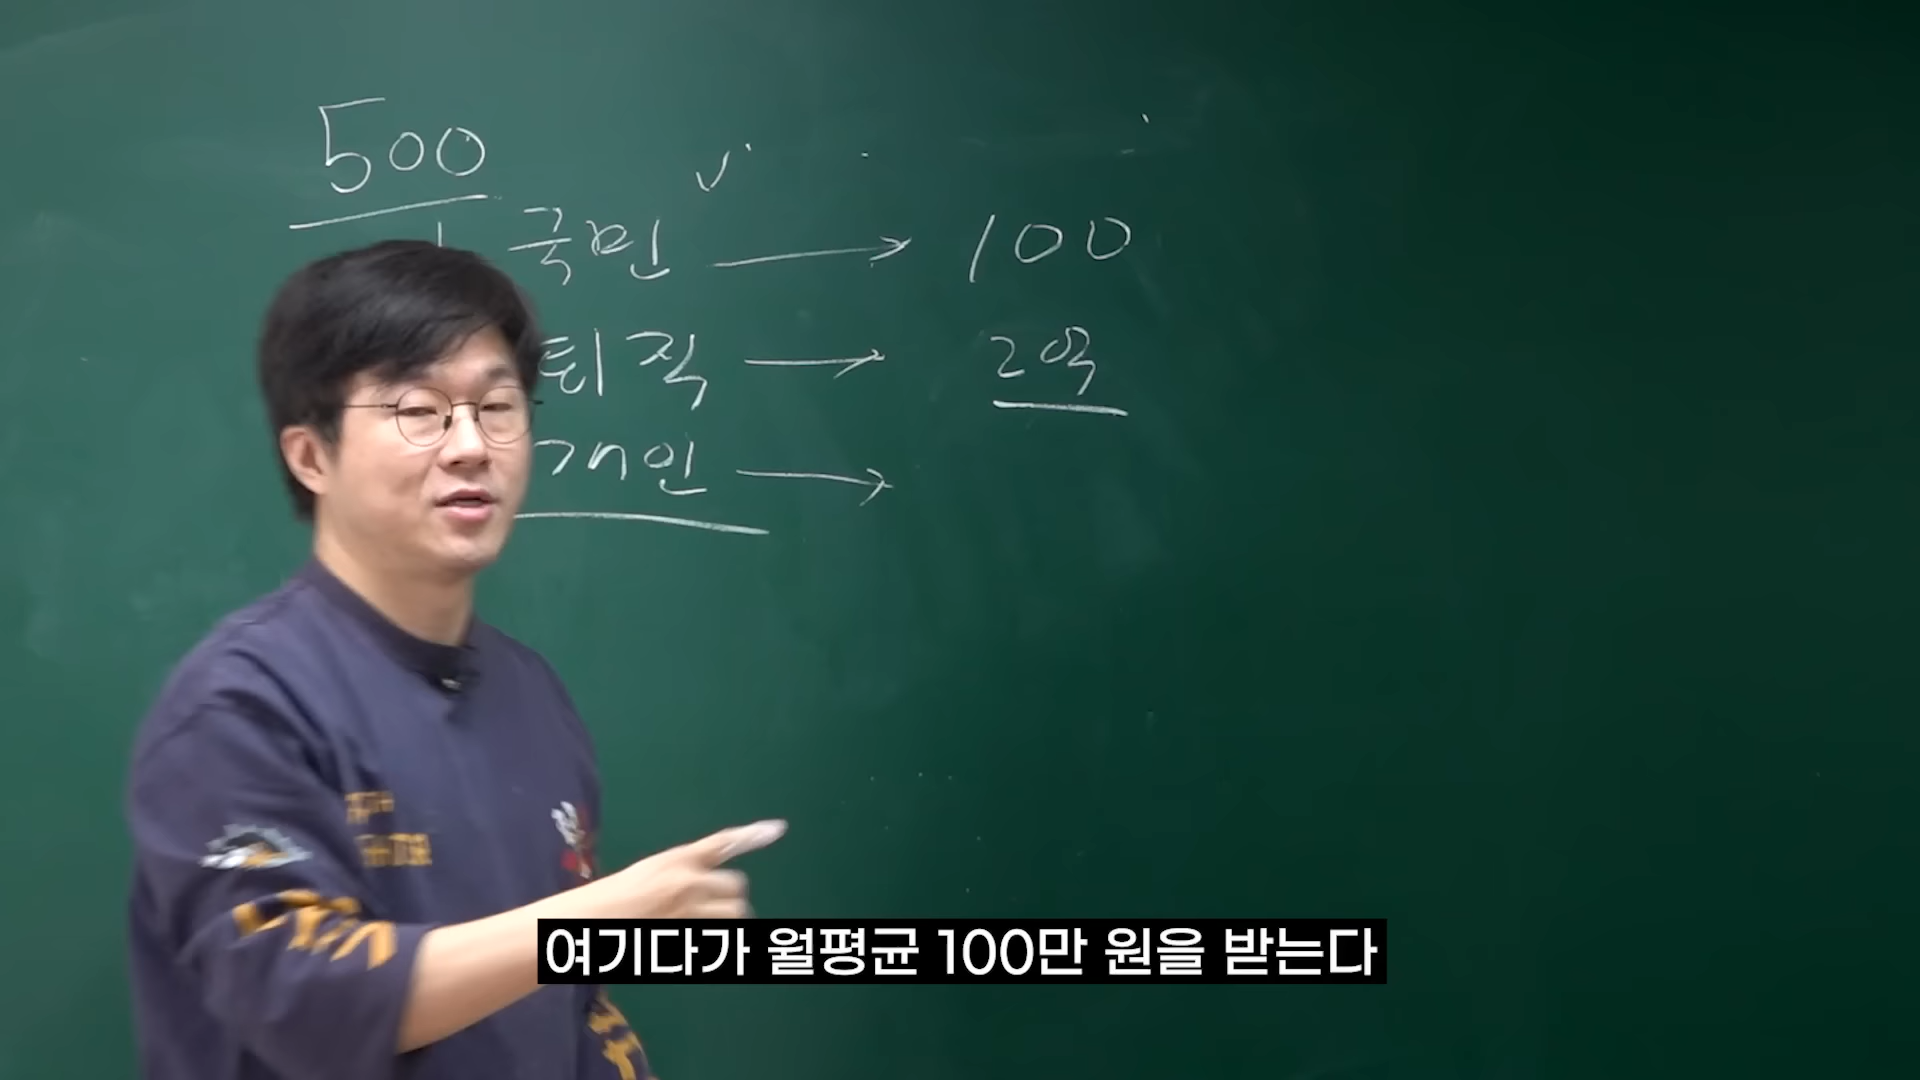 500
국민 → 100
퇴직 → 2억
개인 →
여기다가 월평균 100만 원을 받는다